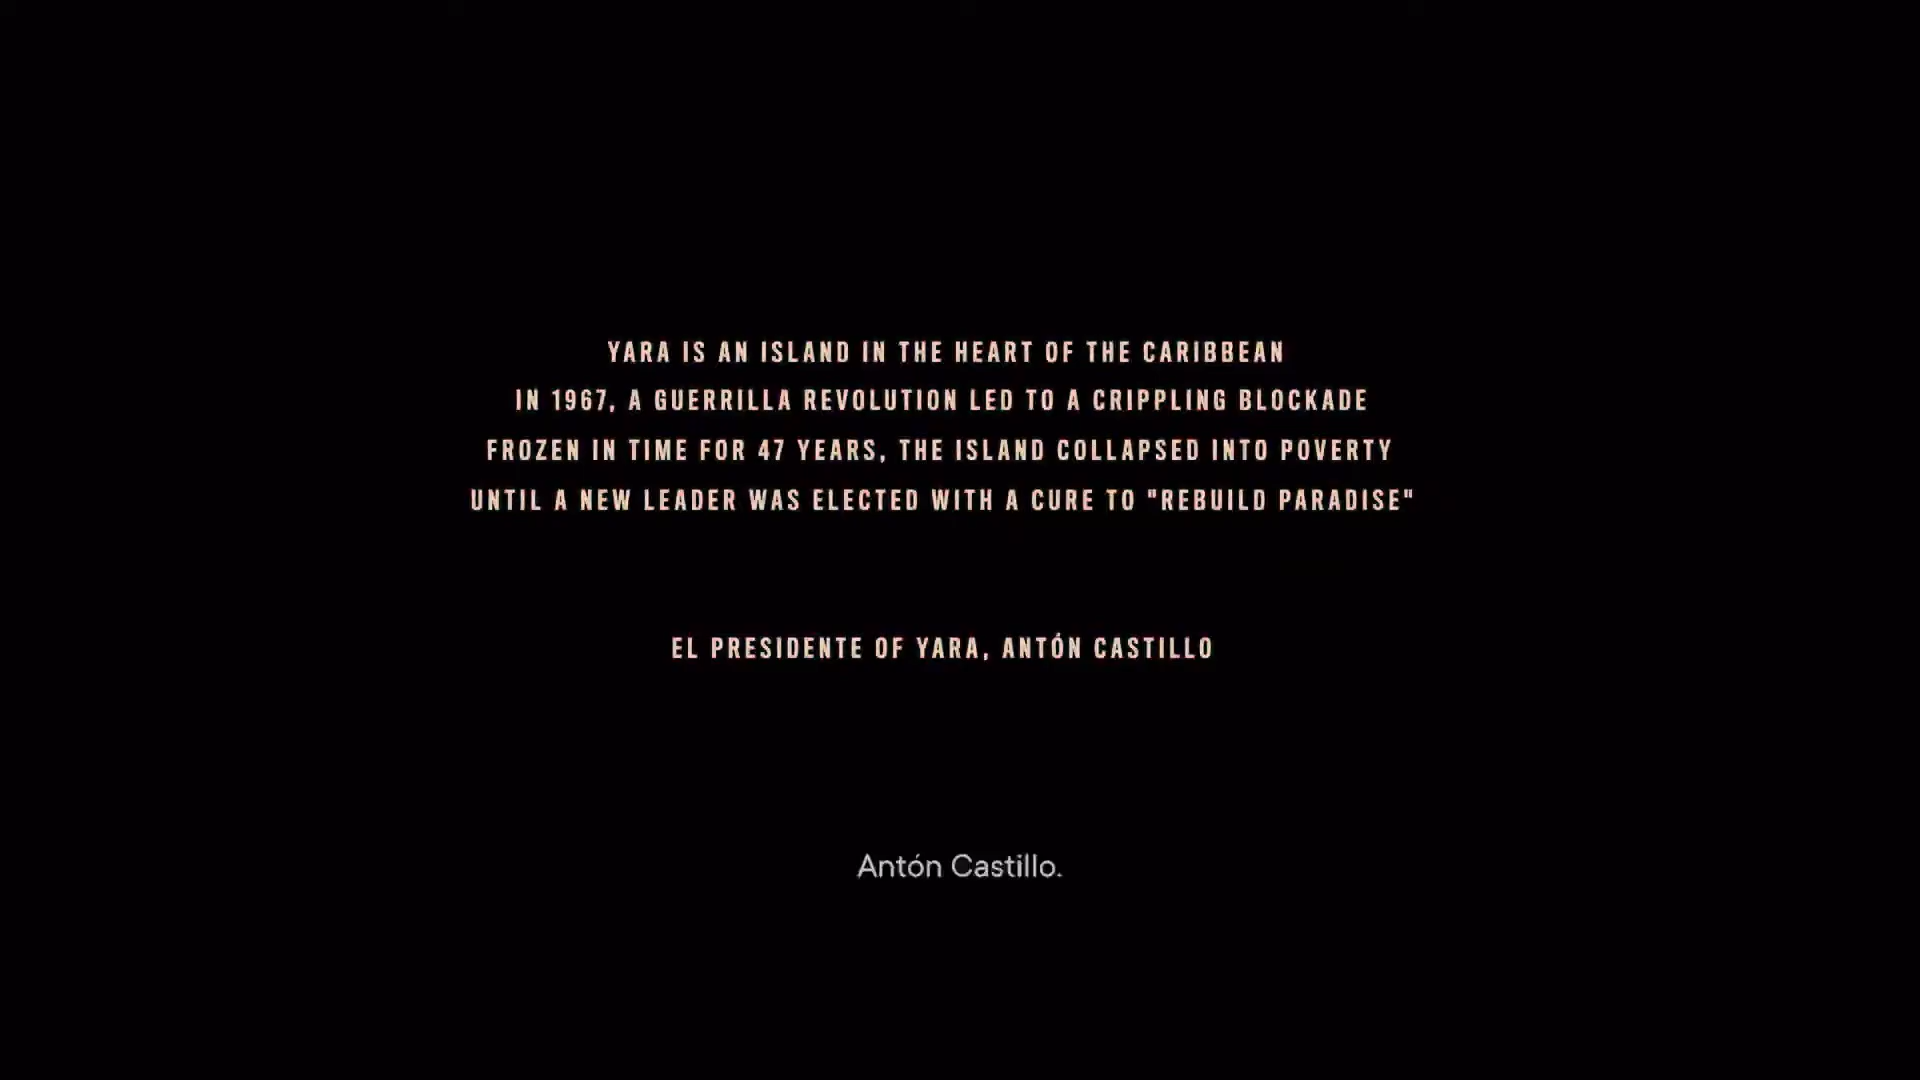 YARA IS AN ISLAND IN THE HEART OF THE CARIBBEAN
IN 1967, A GUERRILLA REVOLUTION LED TO A CRIPPLING BLOCKADE
FROZEN IN TIME FOR 47 YEARS, THE ISLAND COLLAPSED INTO POVERTY
UNTIL A NEW LEADER WAS ELECTED WITH A CURE TO "REBUILD PARADISE"
EL PRESIDENTE OF YARA, ANTÓN CASTILLO
Antón Castillo.